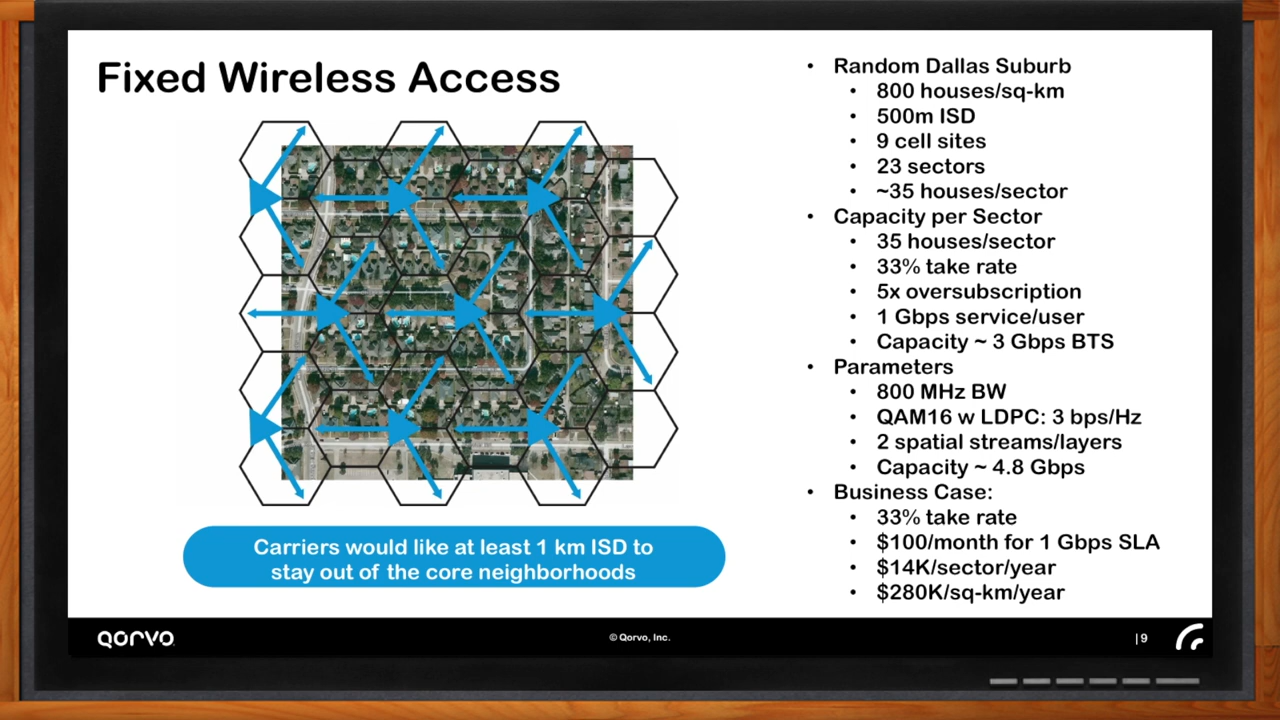 Fixed Wireless Access
Carriers would like at least 1 km ISD to
stay out of the core neighborhoods
• Random Dallas Suburb
• 800 houses/sq-km
• 500m ISD
• 9 cell sites
• 23 sectors
• ~35 houses/sector
• Capacity per Sector
• 35 houses/sector
• 33% take rate
• 5x oversubscription
• 1 Gbps service/user
• Capacity ~ 3 Gbps BTS
• Parameters
• 800 MHz BW
• QAM16 w LDPC: 3 bps/Hz
• 2 spatial streams/layers
• Capacity ~ 4.8 Gbps
• Business Case:
• 33% take rate
• $100/month for 1 Gbps SLA
• $14K/sector/year
• $280K/sq-km/year
QORVO
© Qorvo, Inc.
| 9